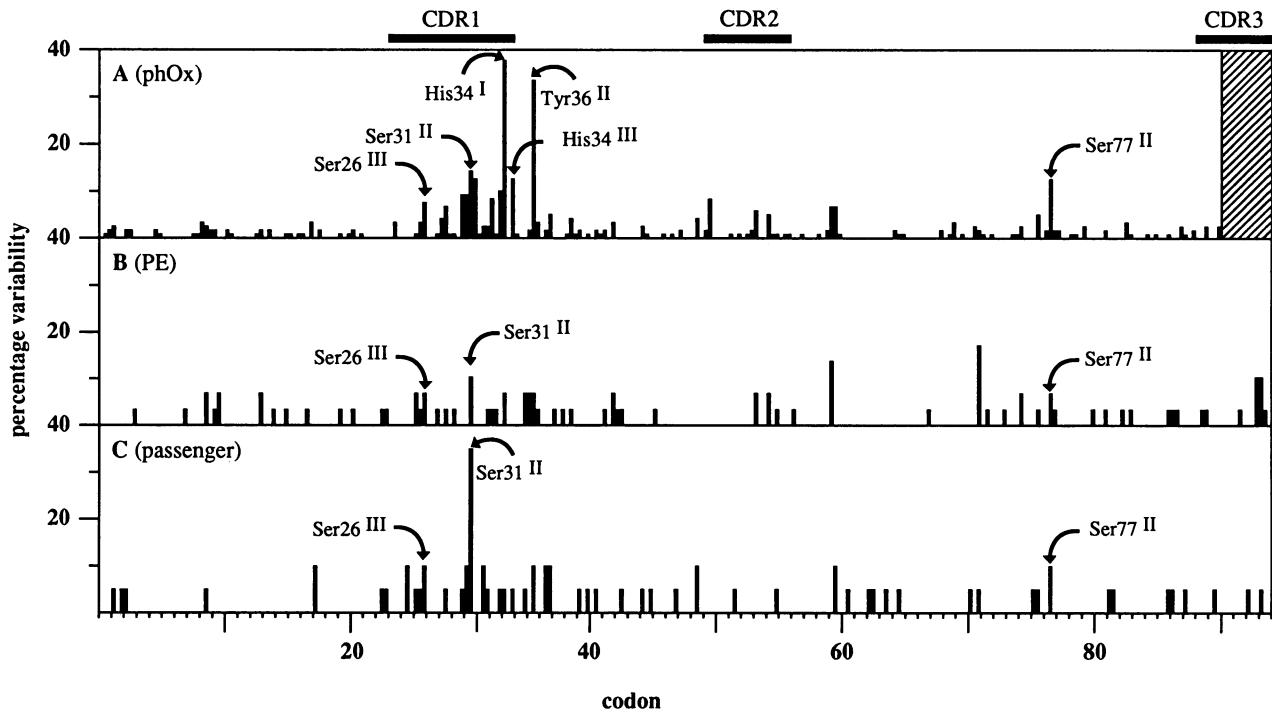 CDR1 CDR2 CDR3
40
A (phOx)
His34 I
Tyr36 II
Ser31 II
His34 III
20
Ser26 III
Ser77 II
40
B (PE)
20
Ser31 II
Ser26 III
Ser77 II
40
C (passenger)
Ser31 II
20
Ser26 III
Ser77 II
percentage variability
20 40 60 80
codon